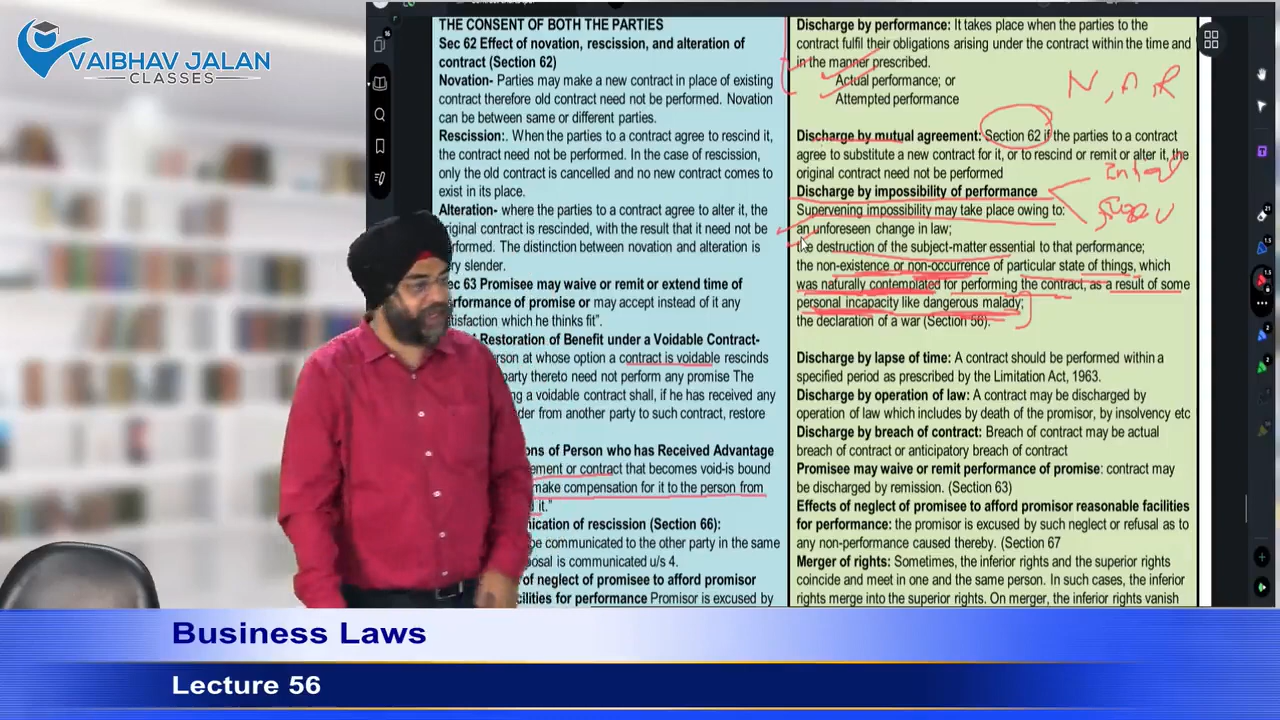 VAIBHAV JALAN
CLASSES
THE CONSENT OF BOTH THE PARTIES
Sec 62 Effect of novation, rescission, and alteration of
contract (Section 62)
Novation- Parties may make a new contract in place of existing
contract therefore old contract need not be performed. Novation
can be between same or different parties.
Rescission:. When the parties to a contract agree to rescind it,
the contract need not be performed. In the case of rescission,
only the old contract is cancelled and no new contract comes to
exist in its place.
Alteration- where the parties to a contract agree to alter it, the
original contract is rescinded, with the result that it need not be
performed. The distinction between novation and alteration is
very slender.
Sec 63 Promisee may waive or remit or extend time of
performance of promise or may accept instead of it any
satisfaction which he thinks fit".
Restoration of Benefit under a Voidable Contract-
person at whose option a contract is voidable rescinds
party thereto need not perform any promise The
a voidable contract shall, if he has received any
from another party to such contract, restore
of Person who has Received Advantage
or contract that becomes void-is bound
make compensation for it to the person from
it."
of rescission (Section 66):
be communicated to the other party in the same
is communicated u/s 4.
of neglect of promisee to afford promisor
for performance Promisor is excused by
Discharge by performance: It takes place when the parties to the
contract fulfil their obligations arising under the contract within the time and
in the manner prescribed.
Actual performance; or
Attempted performance
N, A, R
Discharge by mutual agreement: Section 62 if the parties to a contract
agree to substitute a new contract for it, or to rescind or remit or alter it, the
original contract need not be performed
Discharge by impossibility of performance
Supervening impossibility may take place owing to:
an unforeseen change in law;
the destruction of the subject-matter essential to that performance;
the non-existence or non-occurrence of particular state of things, which
was naturally contemplated for performing the contract, as a result of some
personal incapacity like dangerous malady;
the declaration of a war (Section 56).
Discharge by lapse of time: A contract should be performed within a
specified period as prescribed by the Limitation Act, 1963.
Discharge by operation of law: A contract may be discharged by
operation of law which includes by death of the promisor, by insolvency etc
Discharge by breach of contract: Breach of contract may be actual
breach of contract or anticipatory breach of contract
Promisee may waive or remit performance of promise: contract may
be discharged by remission. (Section 63)
Effects of neglect of promisee to afford promisor reasonable facilities
for performance: the promisor is excused by such neglect or refusal as to
any non-performance caused thereby. (Section 67
Merger of rights: Sometimes, the inferior rights and the superior rights
coincide and meet in one and the same person. In such cases, the inferior
rights merge into the superior rights. On merger, the inferior rights vanish
Business Laws
Lecture 56